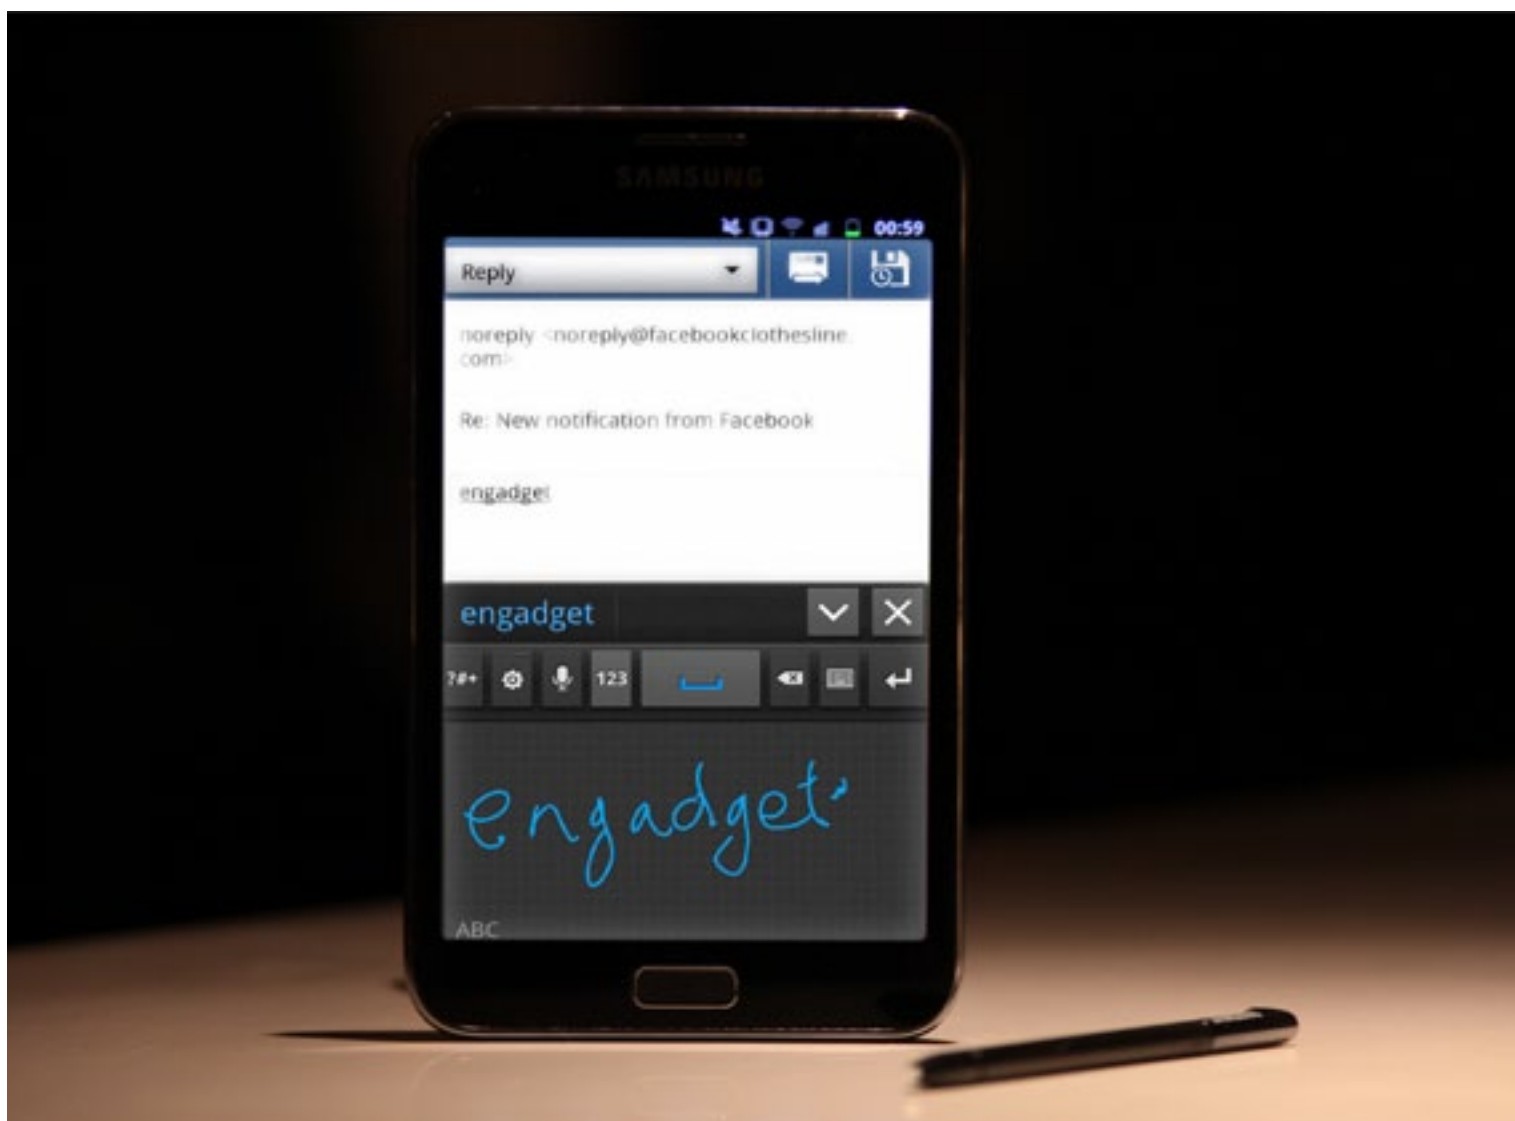 SAMSUNG
00:59
Reply
noreply <noreply@facebookclothesline.
com>
Re: New notification from Facebook
engadget
engadget
?#+ 123
engadget
ABC